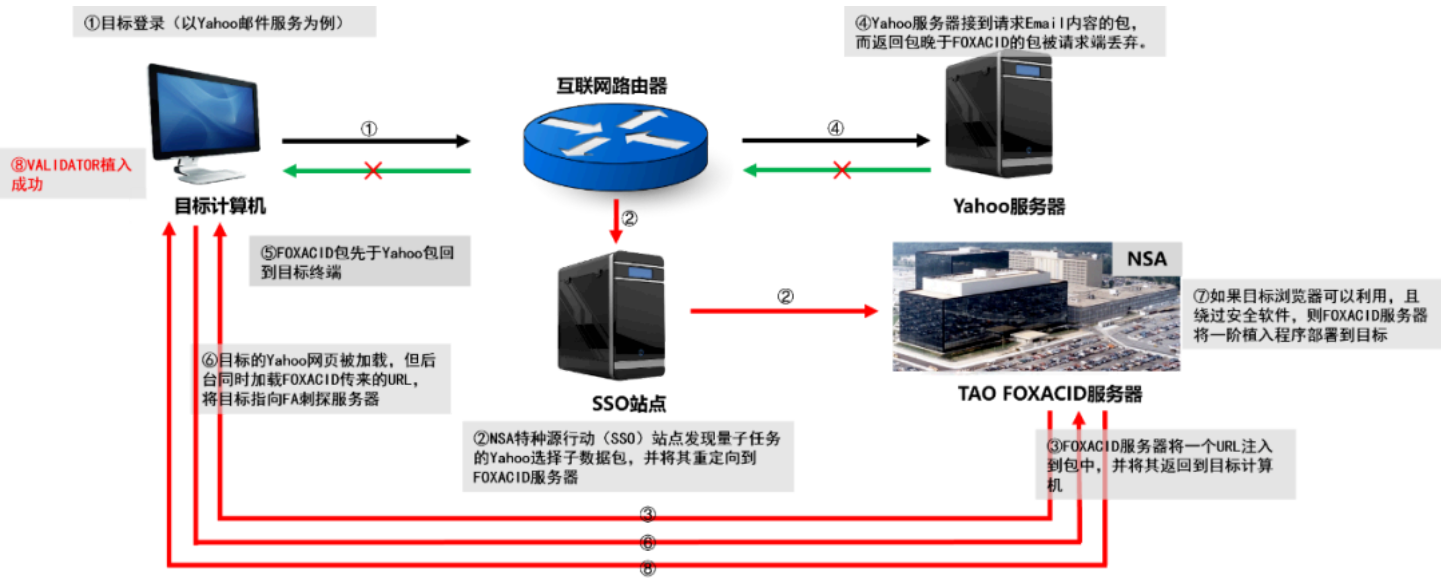 ①目标登录（以Yahoo邮件服务为例）
④Yahoo服务器接到请求Email内容的包，
而返回包晚于FOXACID的包被请求端丢弃。
互联网路由器
①
④
⑧VALIDATOR植入
成功
目标计算机
Yahoo服务器
②
⑤FOXACID包先于Yahoo包回
到目标终端
NSA
②
⑦如果目标浏览器可以利用，且
绕过安全软件，则FOXACID服务器
将一阶植入程序部署到目标
⑥目标的Yahoo网页被加载，但后
台同时加载FOXACID传来的URL，
将目标指向FA刺探服务器
SSO站点
TAO FOXACID服务器
②NSA特种源行动（SSO）站点发现量子任务
的Yahoo选择子数据包，并将其重定向到
FOXACID服务器
③FOXACID服务器将一个URL注入
到包中，并将其返回到目标计算
机
③
⑥
⑧